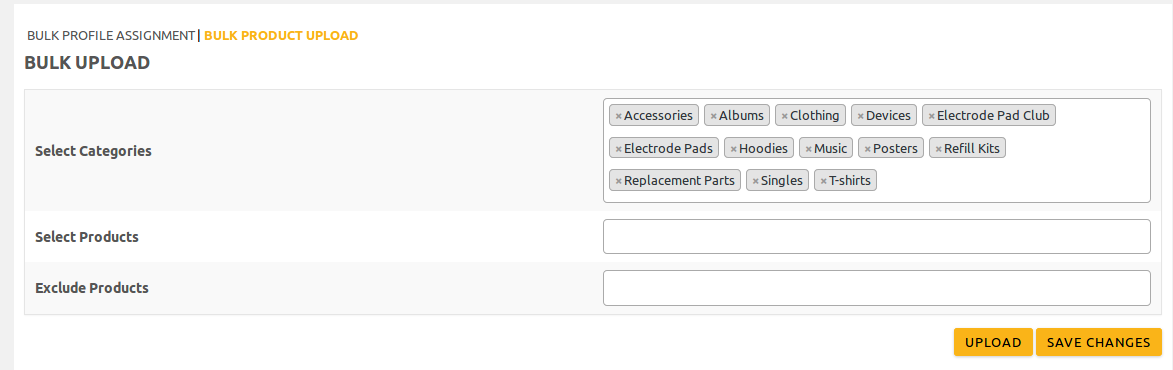 BULK PROFILE ASSIGNMENT| BULK PRODUCT UPLOAD
BULK UPLOAD
Select Categories
×Accessories ×Albums ×Clothing ×Devices ×Electrode Pad Club
×Electrode Pads ×Hoodies ×Music ×Posters ×Refill Kits
×Replacement Parts ×Singles ×T-shirts
Select Products
Exclude Products
UPLOAD SAVE CHANGES